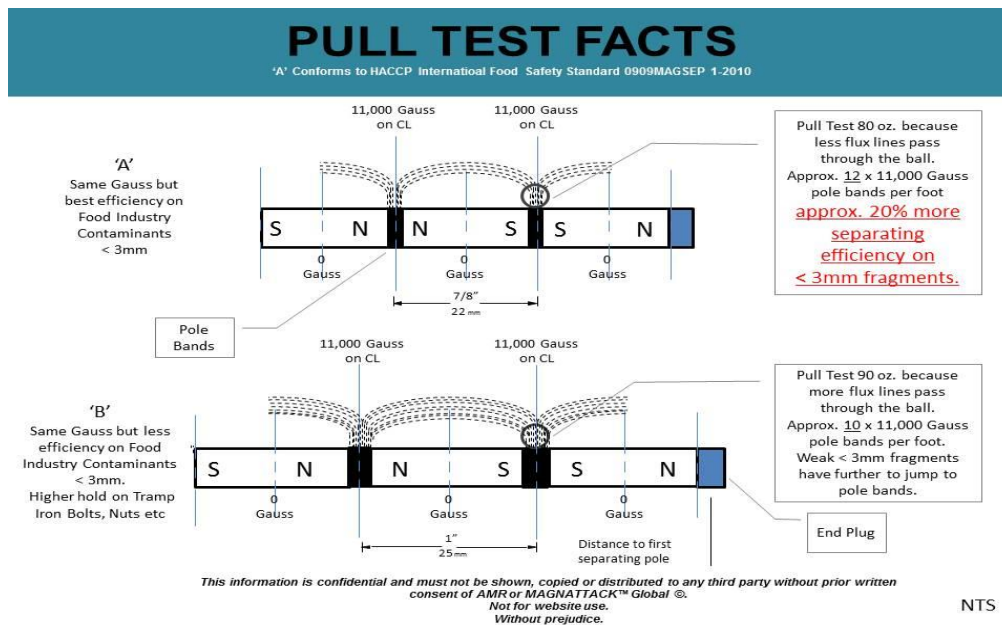 PULL TEST FACTS
‘A’ Conforms to HACCP Internatioal Food Safety Standard 0909MAGSEP 1-2010
11,000 Gauss
on CL
11,000 Gauss
on CL
‘A’
Same Gauss but
best efficiency on
Food Industry
Contaminants
< 3mm
S N N S S N
0
Gauss
0
Gauss
0
Gauss
7/8”
22 mm
Pole
Bands
Pull Test 80 oz. because
less flux lines pass
through the ball.
Approx. 12 x 11,000 Gauss
pole bands per foot
approx. 20% more
separating
efficiency on
< 3mm fragments.
11,000 Gauss
on CL
11,000 Gauss
on CL
‘B’
Same Gauss but less
efficiency on Food
Industry Contaminants
< 3mm.
Higher hold on Tramp
Iron Bolts, Nuts etc
S N N S S N
0
Gauss
0
Gauss
0
Gauss
1”
25 mm
Distance to first
separating pole
Pull Test 90 oz. because
more flux lines pass
through the ball.
Approx. 10 x 11,000 Gauss
pole bands per foot.
Weak < 3mm fragments
have further to jump to
pole bands.
End Plug
This information is confidential and must not be shown, copied or distributed to any third party without prior written
consent of AMR or MAGNATTACK™ Global ©.
Not for website use.
Without prejudice.
NTS